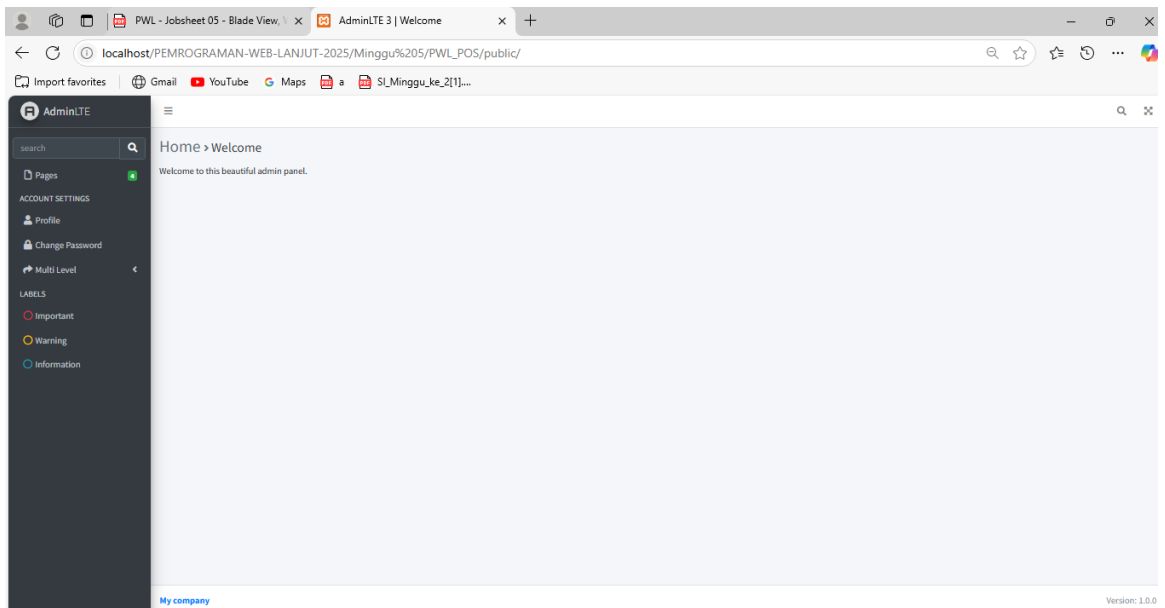 PWL - Jobsheet 05 - Blade View, V
AdminLTE 3 | Welcome
localhost/PEMROGRAMAN-WEB-LANJUT-2025/Minggu%205/PWL_POS/public/
Import favorites
Gmail
YouTube
Maps
a
SI_Minggu_ke_2[1]....
AdminLTE
search
Pages
4
ACCOUNT SETTINGS
Profile
Change Password
Multi Level
LABELS
Important
Warning
Information
Home › Welcome
Welcome to this beautiful admin panel.
My company
Version: 1.0.0